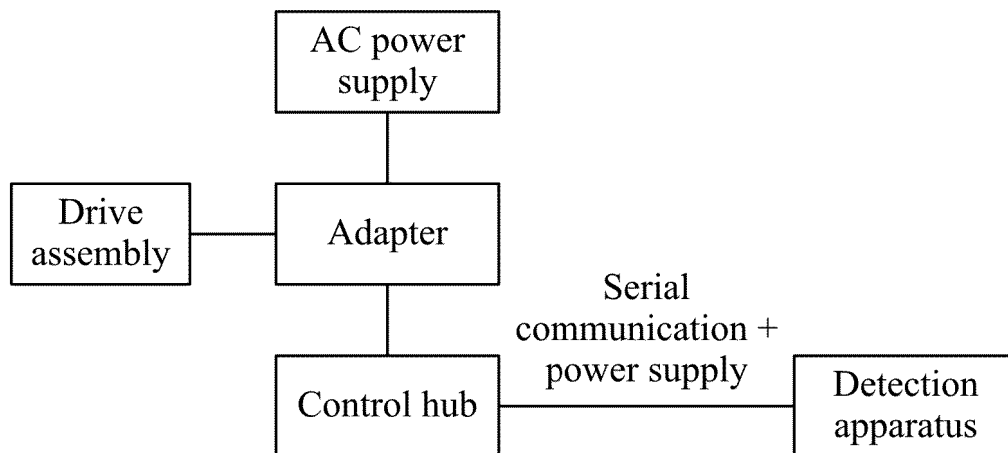 AC power
supply
Drive
assembly
Adapter
Serial
communication +
power supply
Control hub
Detection
apparatus